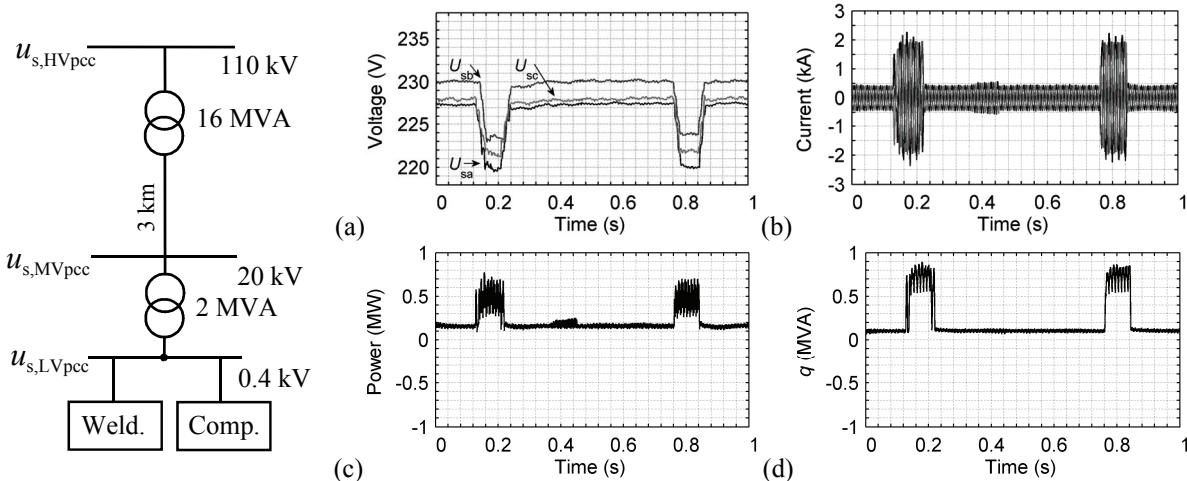 u_s,HVpcc
110 kV
16 MVA
3 km
u_s,MVpcc
20 kV
2 MVA
u_s,LVpcc
0.4 kV
Weld.
Comp.
(a)
235
230
225
220
Voltage (V)
U_sb
U_sc
U_sa
0 0.2 0.4 0.6 0.8 1
Time (s)
(b)
3
2
1
0
-1
-2
-3
Current (kA)
0 0.2 0.4 0.6 0.8 1
Time (s)
(c)
1
0.5
0
-0.5
-1
Power (MW)
0 0.2 0.4 0.6 0.8 1
Time (s)
(d)
1
0.5
0
-0.5
-1
q (MVA)
0 0.2 0.4 0.6 0.8 1
Time (s)